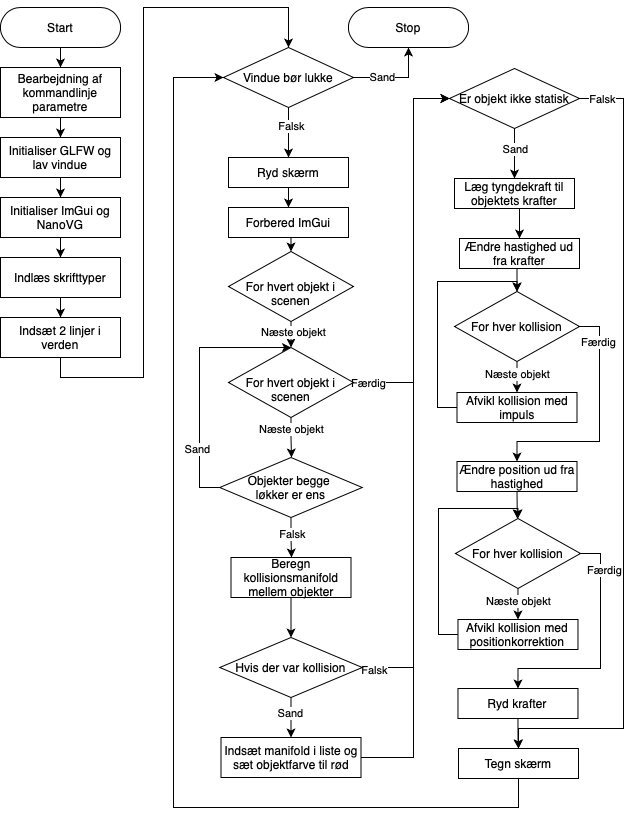 Start
Bearbejdning af
kommandlinje
parametre
Initialiser GLFW og
lav vindue
Initialiser ImGui og
NanoVG
Indlæs skrifttyper
Indsæt 2 linjer i
verden
Vindue bør lukke
Sand
Stop
Falsk
Ryd skærm
Forbered ImGui
For hvert objekt i
scenen
Næste objekt
For hvert objekt i
scenen
Færdig
Næste objekt
Sand
Objekter begge
løkker er ens
Falsk
Beregn
kollisionsmanifold
mellem objekter
Hvis der var kollision
Falsk
Sand
Indsæt manifold i liste og
sæt objektfarve til rød
Er objekt ikke statisk
Falsk
Sand
Læg tyngdekraft til
objektets krafter
Ændre hastighed ud
fra krafter
For hver kollision
Færdig
Næste objekt
Afvikl kollision med
impuls
Ændre position ud fra
hastighed
For hver kollision
Færdig
Næste objekt
Afvikl kollision med
positionkorrektion
Ryd krafter
Tegn skærm